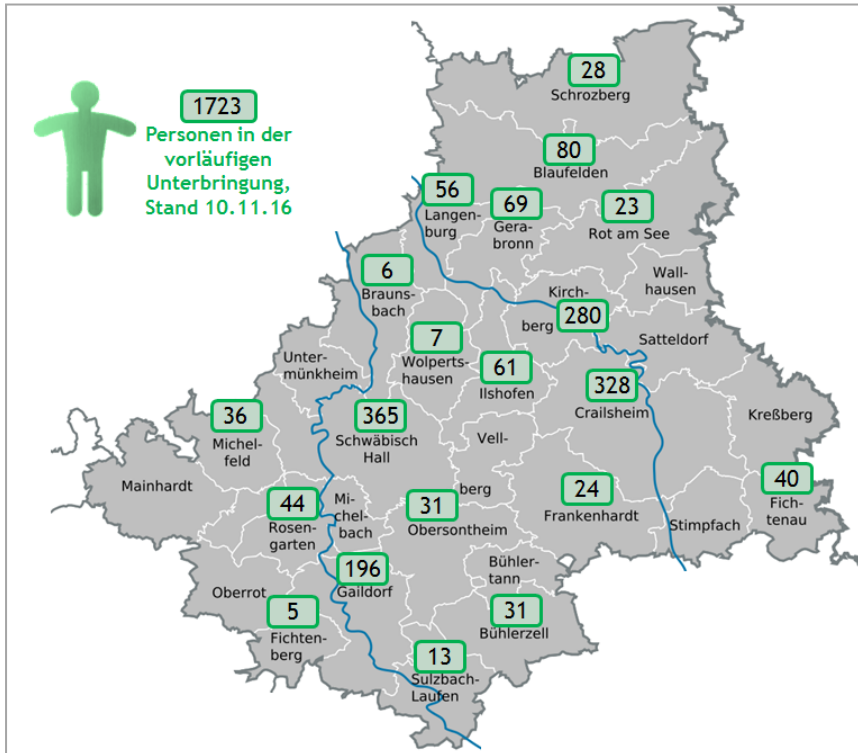 1723
Personen in der
vorläufigen
Unterbringung,
Stand 10.11.16
28
Schrozberg
80
Blaufelden
56
Langen-
burg
69
Gera-
bronn
23
Rot am See
Wall-
hausen
6
Brauns-
bach
Kirch-
berg
280
Satteldorf
7
Wolperts-
hausen
Unter-
münkheim
61
Ilshofen
328
Crailsheim
Kreßberg
36
Michel-
feld
365
Schwäbisch
Hall
Vell-
berg
Mainhardt
44
Rosen-
garten
Mi-
chel-
bach
31
Obersontheim
24
Frankenhardt
Stimpfach
40
Fich-
tenau
196
Gaildorf
Bühler-
tann
Oberrot
5
Fichten-
berg
31
Bühlerzell
13
Sulzbach-
Laufen